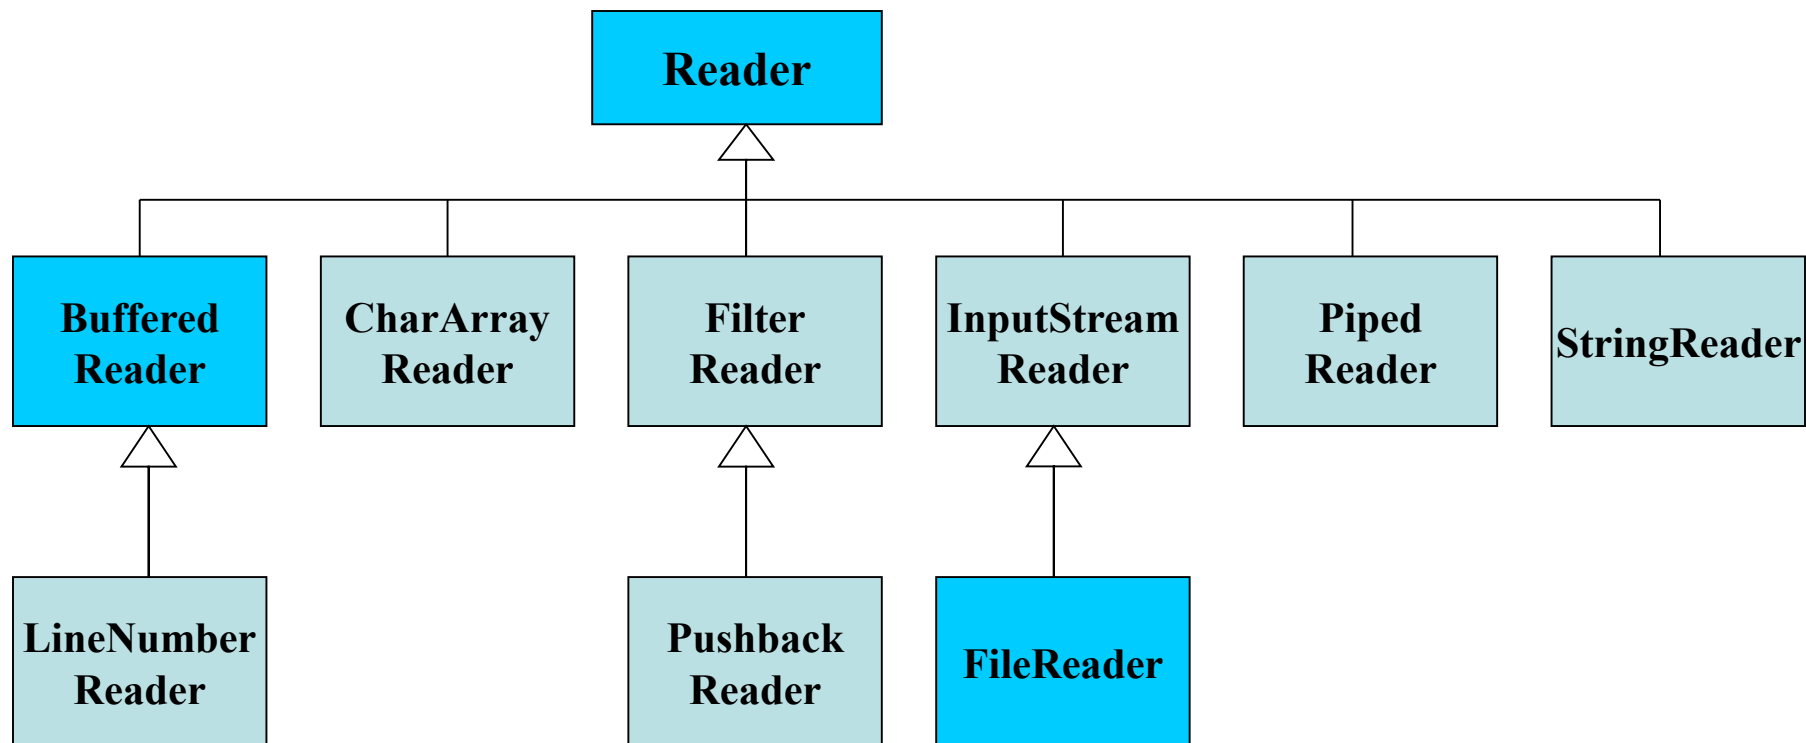 Reader
Buffered
Reader
CharArray
Reader
Filter
Reader
InputStream
Reader
Piped
Reader
StringReader
LineNumber
Reader
Pushback
Reader
FileReader